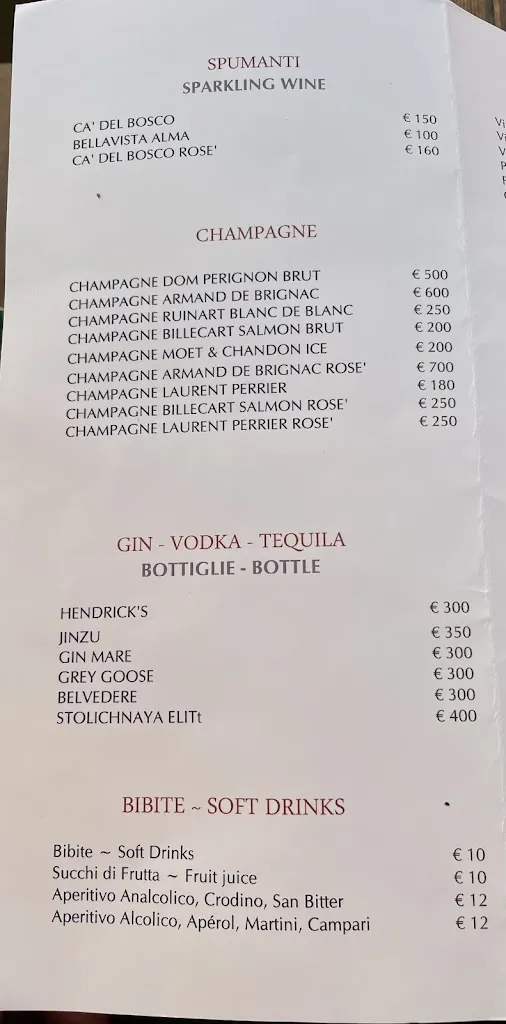 SPUMANTI
SPARKLING WINE
CA' DEL BOSCO € 150
BELLAVISTA ALMA € 100
CA' DEL BOSCO ROSE' € 160
CHAMPAGNE
CHAMPAGNE DOM PERIGNON BRUT € 500
CHAMPAGNE ARMAND DE BRIGNAC € 600
CHAMPAGNE RUINART BLANC DE BLANC € 250
CHAMPAGNE BILLECART SALMON BRUT € 200
CHAMPAGNE MOET & CHANDON ICE € 200
CHAMPAGNE ARMAND DE BRIGNAC ROSE' € 700
CHAMPAGNE LAURENT PERRIER € 180
CHAMPAGNE BILLECART SALMON ROSE' € 250
CHAMPAGNE LAURENT PERRIER ROSE' € 250
GIN - VODKA - TEQUILA
BOTTIGLIE - BOTTLE
HENDRICK'S € 300
JINZU € 350
GIN MARE € 300
GREY GOOSE € 300
BELVEDERE € 300
STOLICHNAYA ELITt € 400
BIBITE ~ SOFT DRINKS
Bibite ~ Soft Drinks € 10
Succhi di Frutta ~ Fruit juice € 10
Aperitivo Analcolico, Crodino, San Bitter € 12
Aperitivo Alcolico, Apérol, Martini, Campari € 12